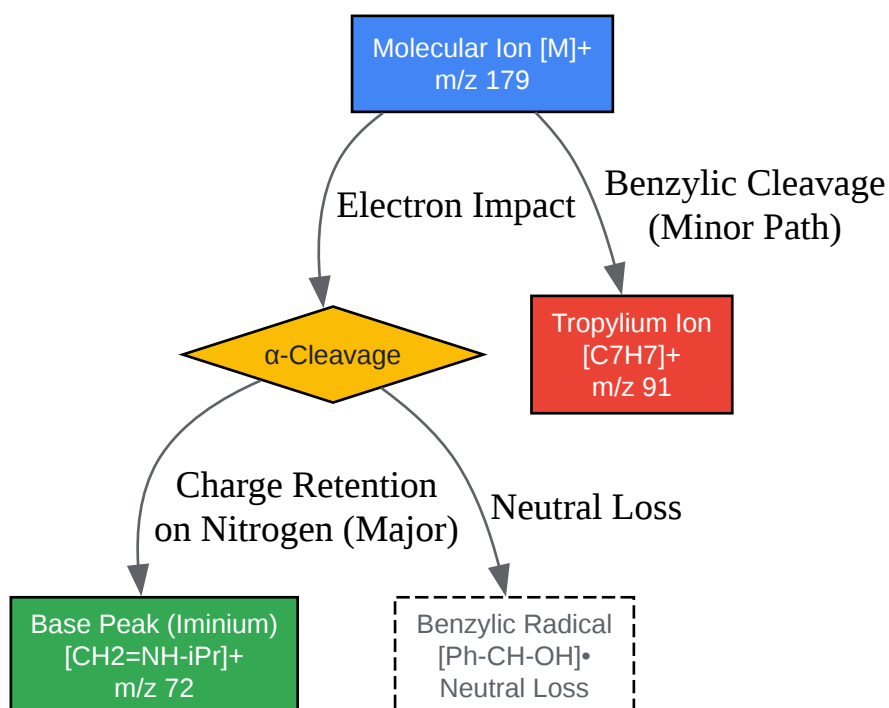 Molecular Ion [M]+
m/z 179
Electron Impact
Benzylic Cleavage
(Minor Path)
α-Cleavage
Tropylium Ion
[C7H7]+
m/z 91
Charge Retention
on Nitrogen (Major)
Neutral Loss
Base Peak (Iminium)
[CH2=NH-iPr]+
m/z 72
Benzylic Radical
[Ph-CH-OH]•
Neutral Loss